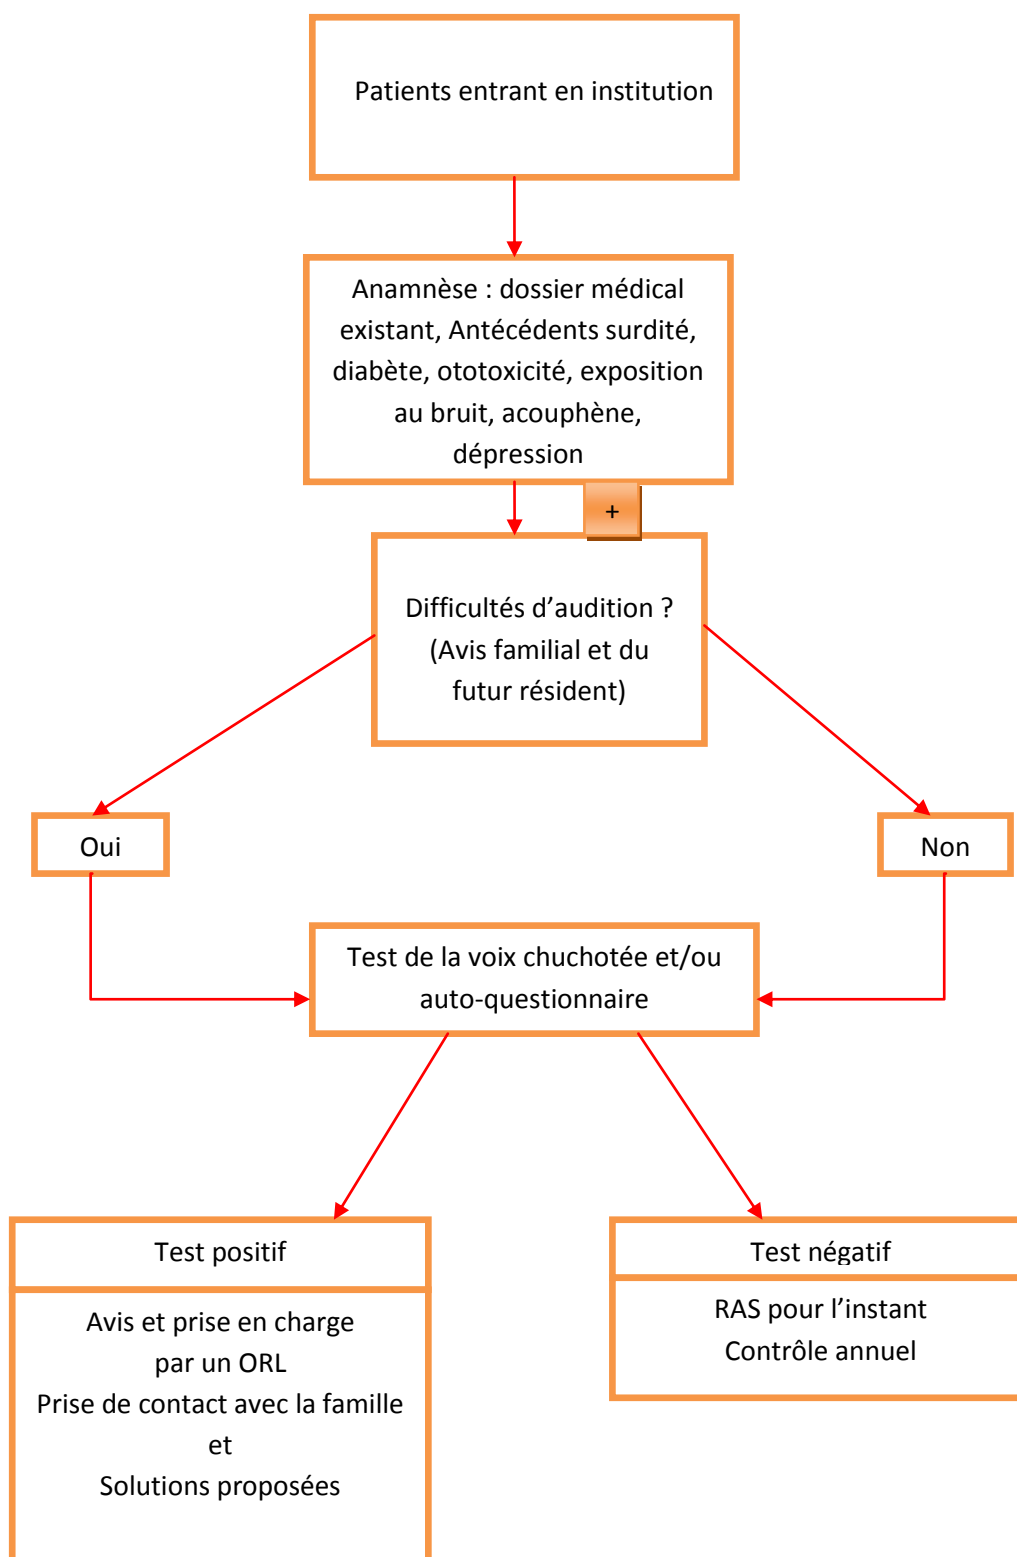 Patients entrant en institution
Anamnèse : dossier médical
existant, Antécédents surdité,
diabète, ototoxicité, exposition
au bruit, acouphène,
dépression
+
Difficultés d’audition ?
(Avis familial et du
futur résident)
Oui
Non
Test de la voix chuchotée et/ou
auto-questionnaire
Test positif
Avis et prise en charge
par un ORL
Prise de contact avec la famille
et
Solutions proposées
Test négatif
RAS pour l’instant
Contrôle annuel